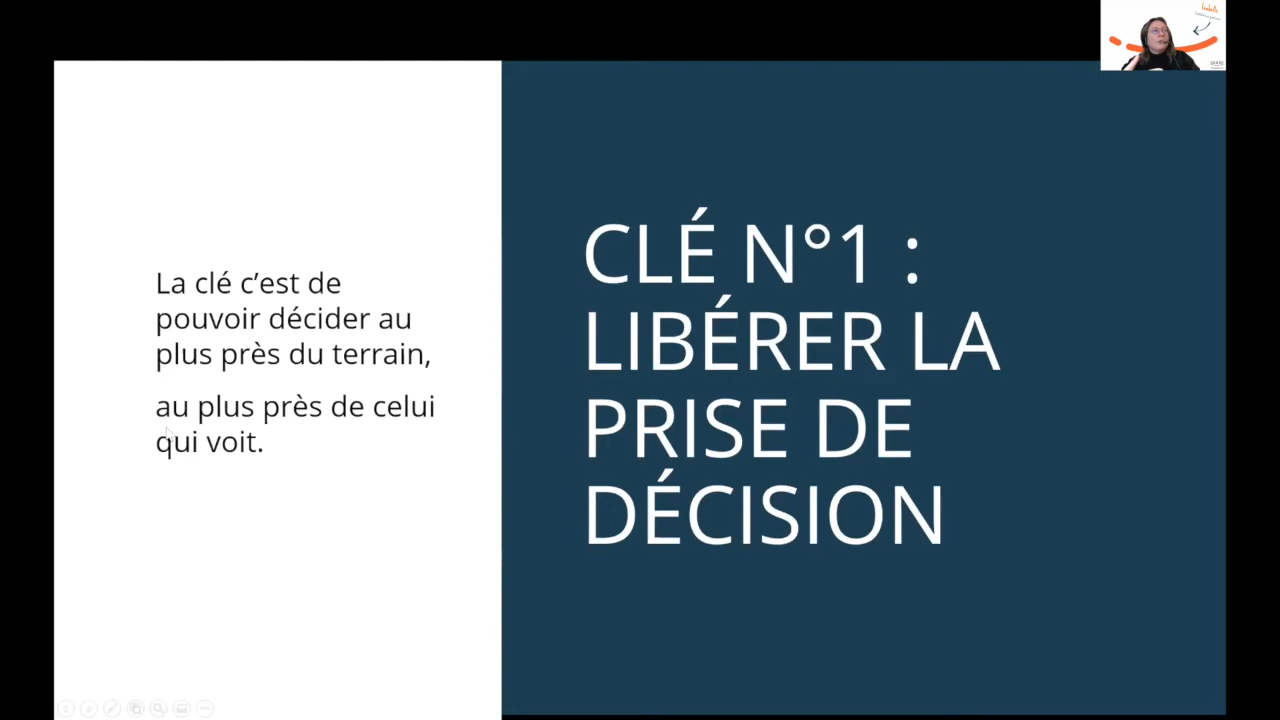 La clé c’est de
pouvoir décider au
plus près du terrain,
au plus près de celui
qui voit.
CLÉ N°1 :
LIBÉRER LA
PRISE DE
DÉCISION
Isabelle